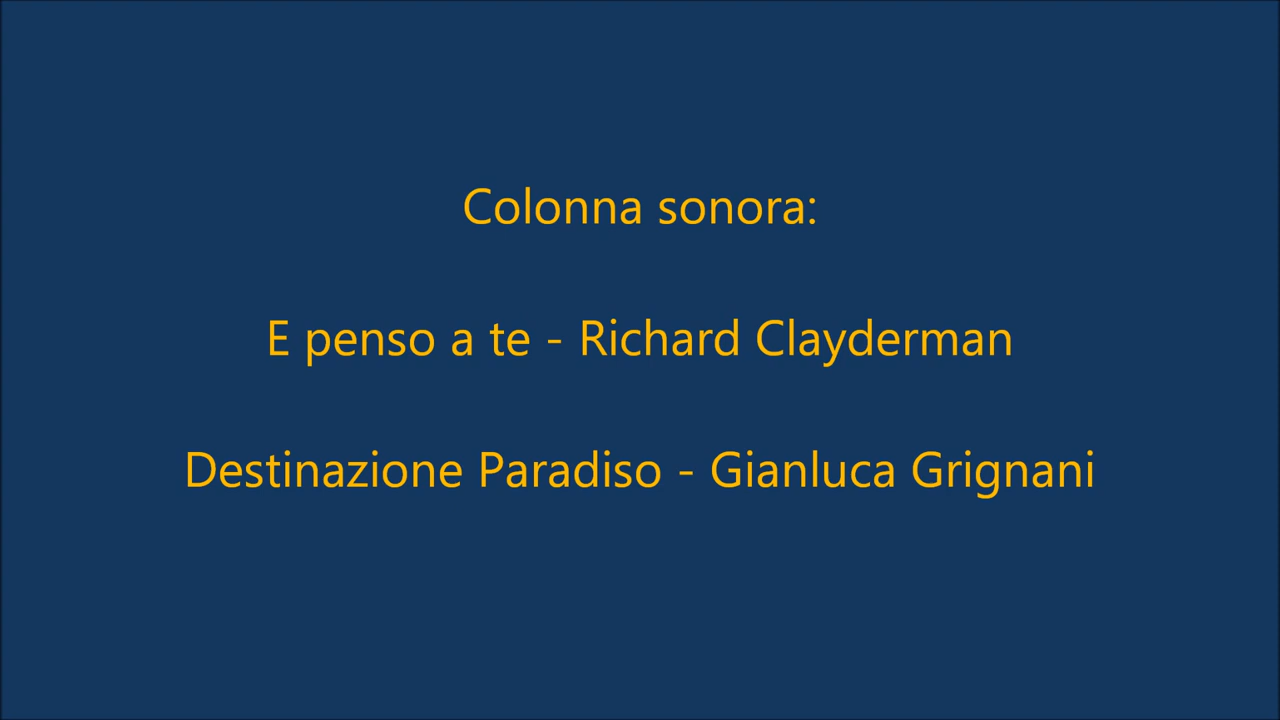 Colonna sonora:
E penso a te - Richard Clayderman
Destinazione Paradiso - Gianluca Grignani